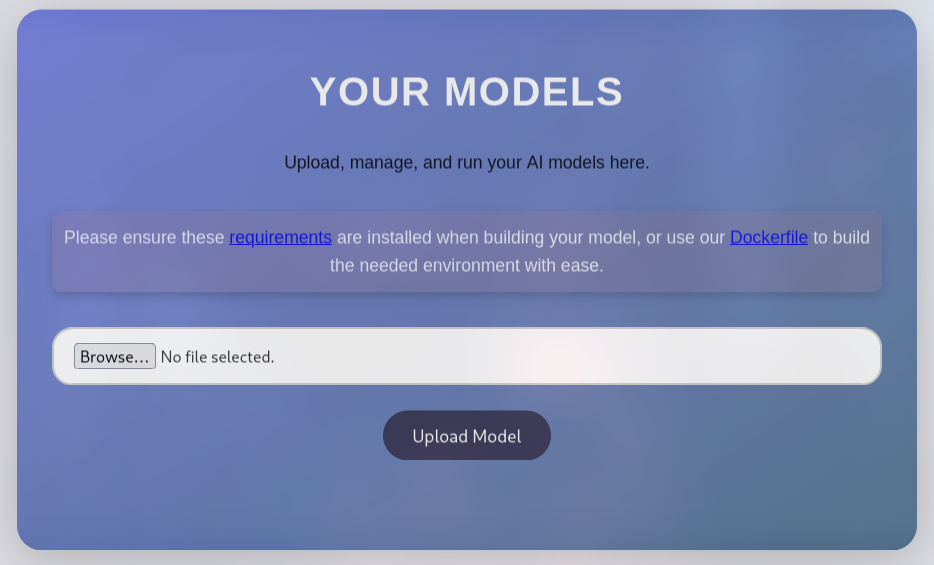 YOUR MODELS
Upload, manage, and run your AI models here.
Please ensure these requirements are installed when building your model, or use our Dockerfile to build
the needed environment with ease.
Browse... No file selected.
Upload Model